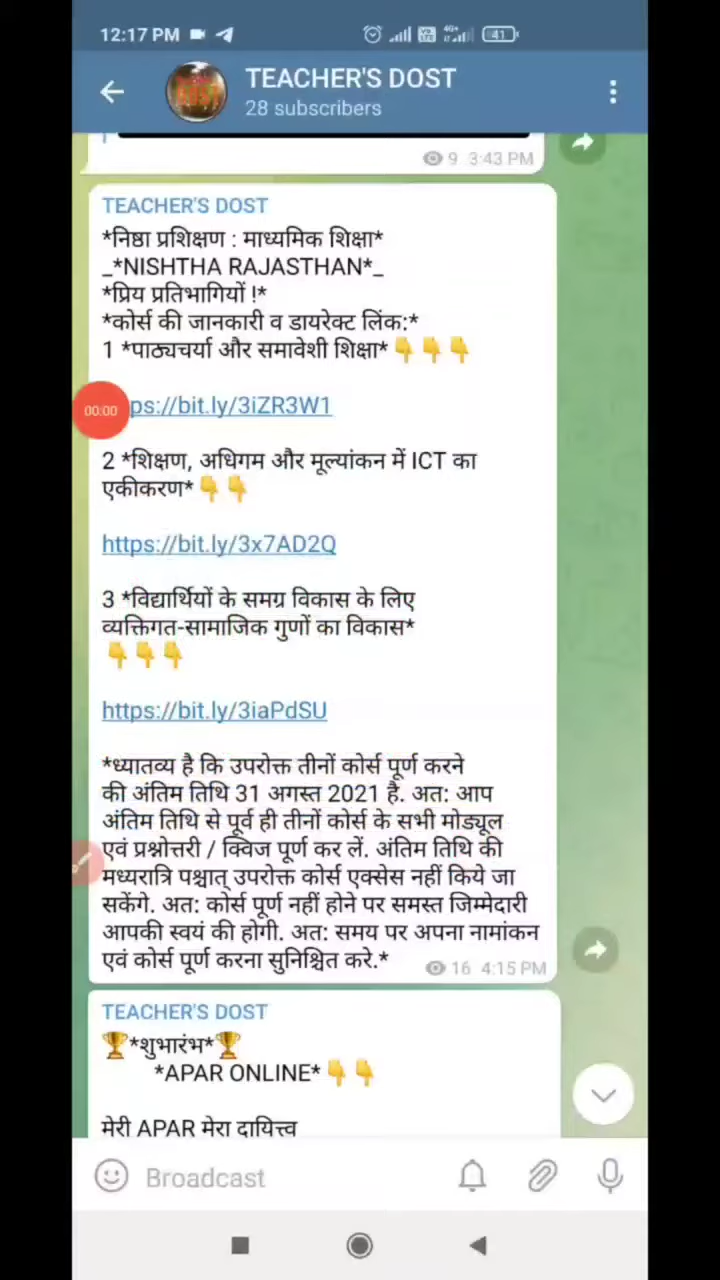 12:17 PM
4G+
41
TEACHER'S DOST
28 subscribers
9 3:43 PM
TEACHER'S DOST
*निष्ठा प्रशिक्षण : माध्यमिक शिक्षा*
_*NISHTHA RAJASTHAN*_
*प्रिय प्रतिभागियों !*
*कोर्स की जानकारी व डायरेक्ट लिंक:*
1 *पाठ्यचर्या और समावेशी शिक्षा*👇👇👇
00:00
ps://bit.ly/3iZR3W1
2 *शिक्षण, अधिगम और मूल्यांकन में ICT का
एकीकरण*👇👇
https://bit.ly/3x7AD2Q
3 *विद्यार्थियों के समग्र विकास के लिए
व्यक्तिगत-सामाजिक गुणों का विकास*
👇👇👇
https://bit.ly/3iaPdSU
*ध्यातव्य है कि उपरोक्त तीनों कोर्स पूर्ण करने
की अंतिम तिथि 31 अगस्त 2021 है. अत: आप
अंतिम तिथि से पूर्व ही तीनों कोर्स के सभी मोड्यूल
एवं प्रश्नोत्तरी / क्विज पूर्ण कर लें. अंतिम तिथि की
मध्यरात्रि पश्चात् उपरोक्त कोर्स एक्सेस नहीं किये जा
सकेंगे. अत: कोर्स पूर्ण नहीं होने पर समस्त जिम्मेदारी
आपकी स्वयं की होगी. अत: समय पर अपना नामांकन
एवं कोर्स पूर्ण करना सुनिश्चित करे.*
16 4:15 PM
TEACHER'S DOST
🏆*शुभारंभ*🏆
*APAR ONLINE*👇👇
मेरी APAR मेरा दायित्त्व
Broadcast